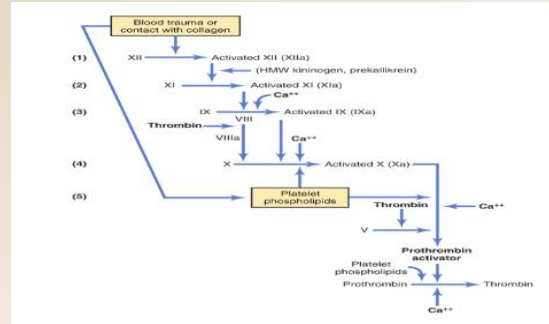 Blood trauma or
contact with collagen
(1) XII Activated XII (XIIa)
(HMW kininogen, prekallikrein)
(2) XI Activated XI (XIa)
Ca++
(3) IX Activated IX (IXa)
VIII
Thrombin
VIIIa Ca++
(4) X Activated X (Xa)
(5) Platelet
phospholipids
Thrombin Ca++
V
Prothrombin
activator
Platelet
phospholipids
Prothrombin Thrombin
Ca++